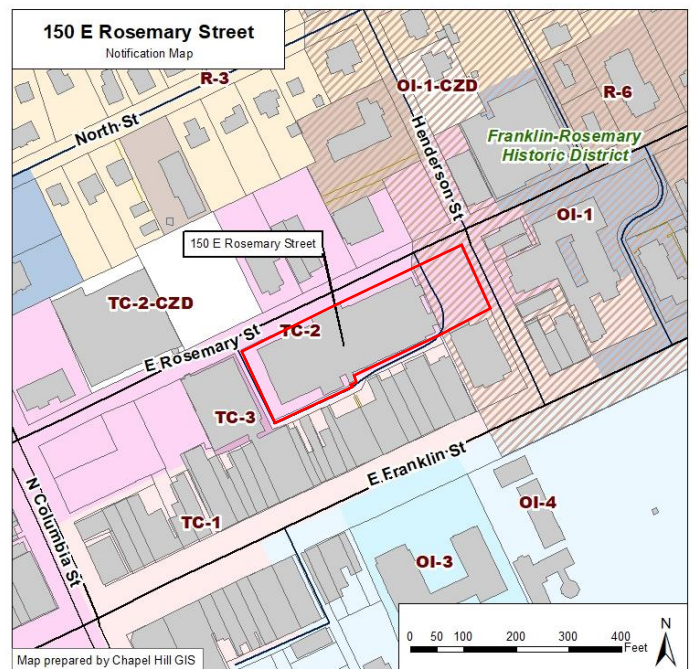 150 E Rosemary Street
Notification Map
R-3
OI-1-CZD
R-6
North St
Henderson St
Franklin-Rosemary
Historic District
150 E Rosemary Street
OI-1
TC-2-CZD
E Rosemary St
TC-2
TC-3
N Columbia St
E Franklin St
TC-1
OI-4
OI-3
N
0 50 100 200 300 400
Feet
Map prepared by Chapel Hill GIS